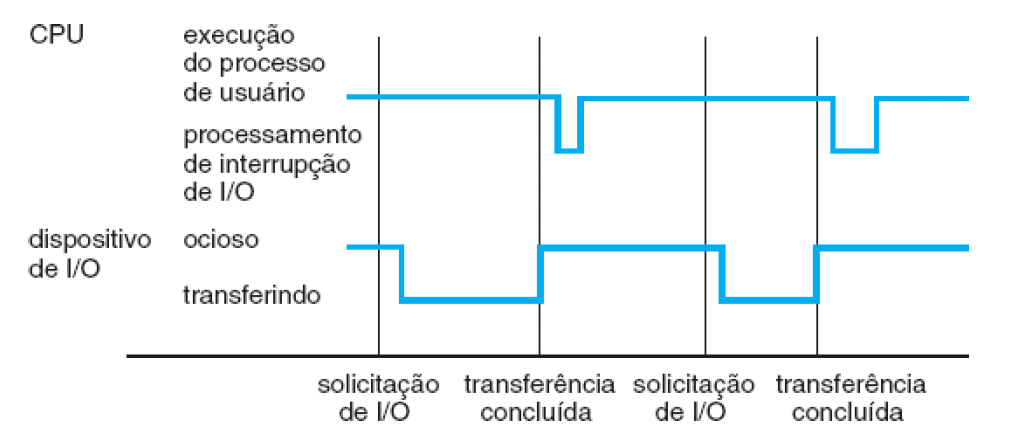 CPU
execução
do processo
de usuário
processamento
de interrupção
de I/O
dispositivo
de I/O
ocioso
transferindo
solicitação
de I/O
transferência
concluída
solicitação
de I/O
transferência
concluída